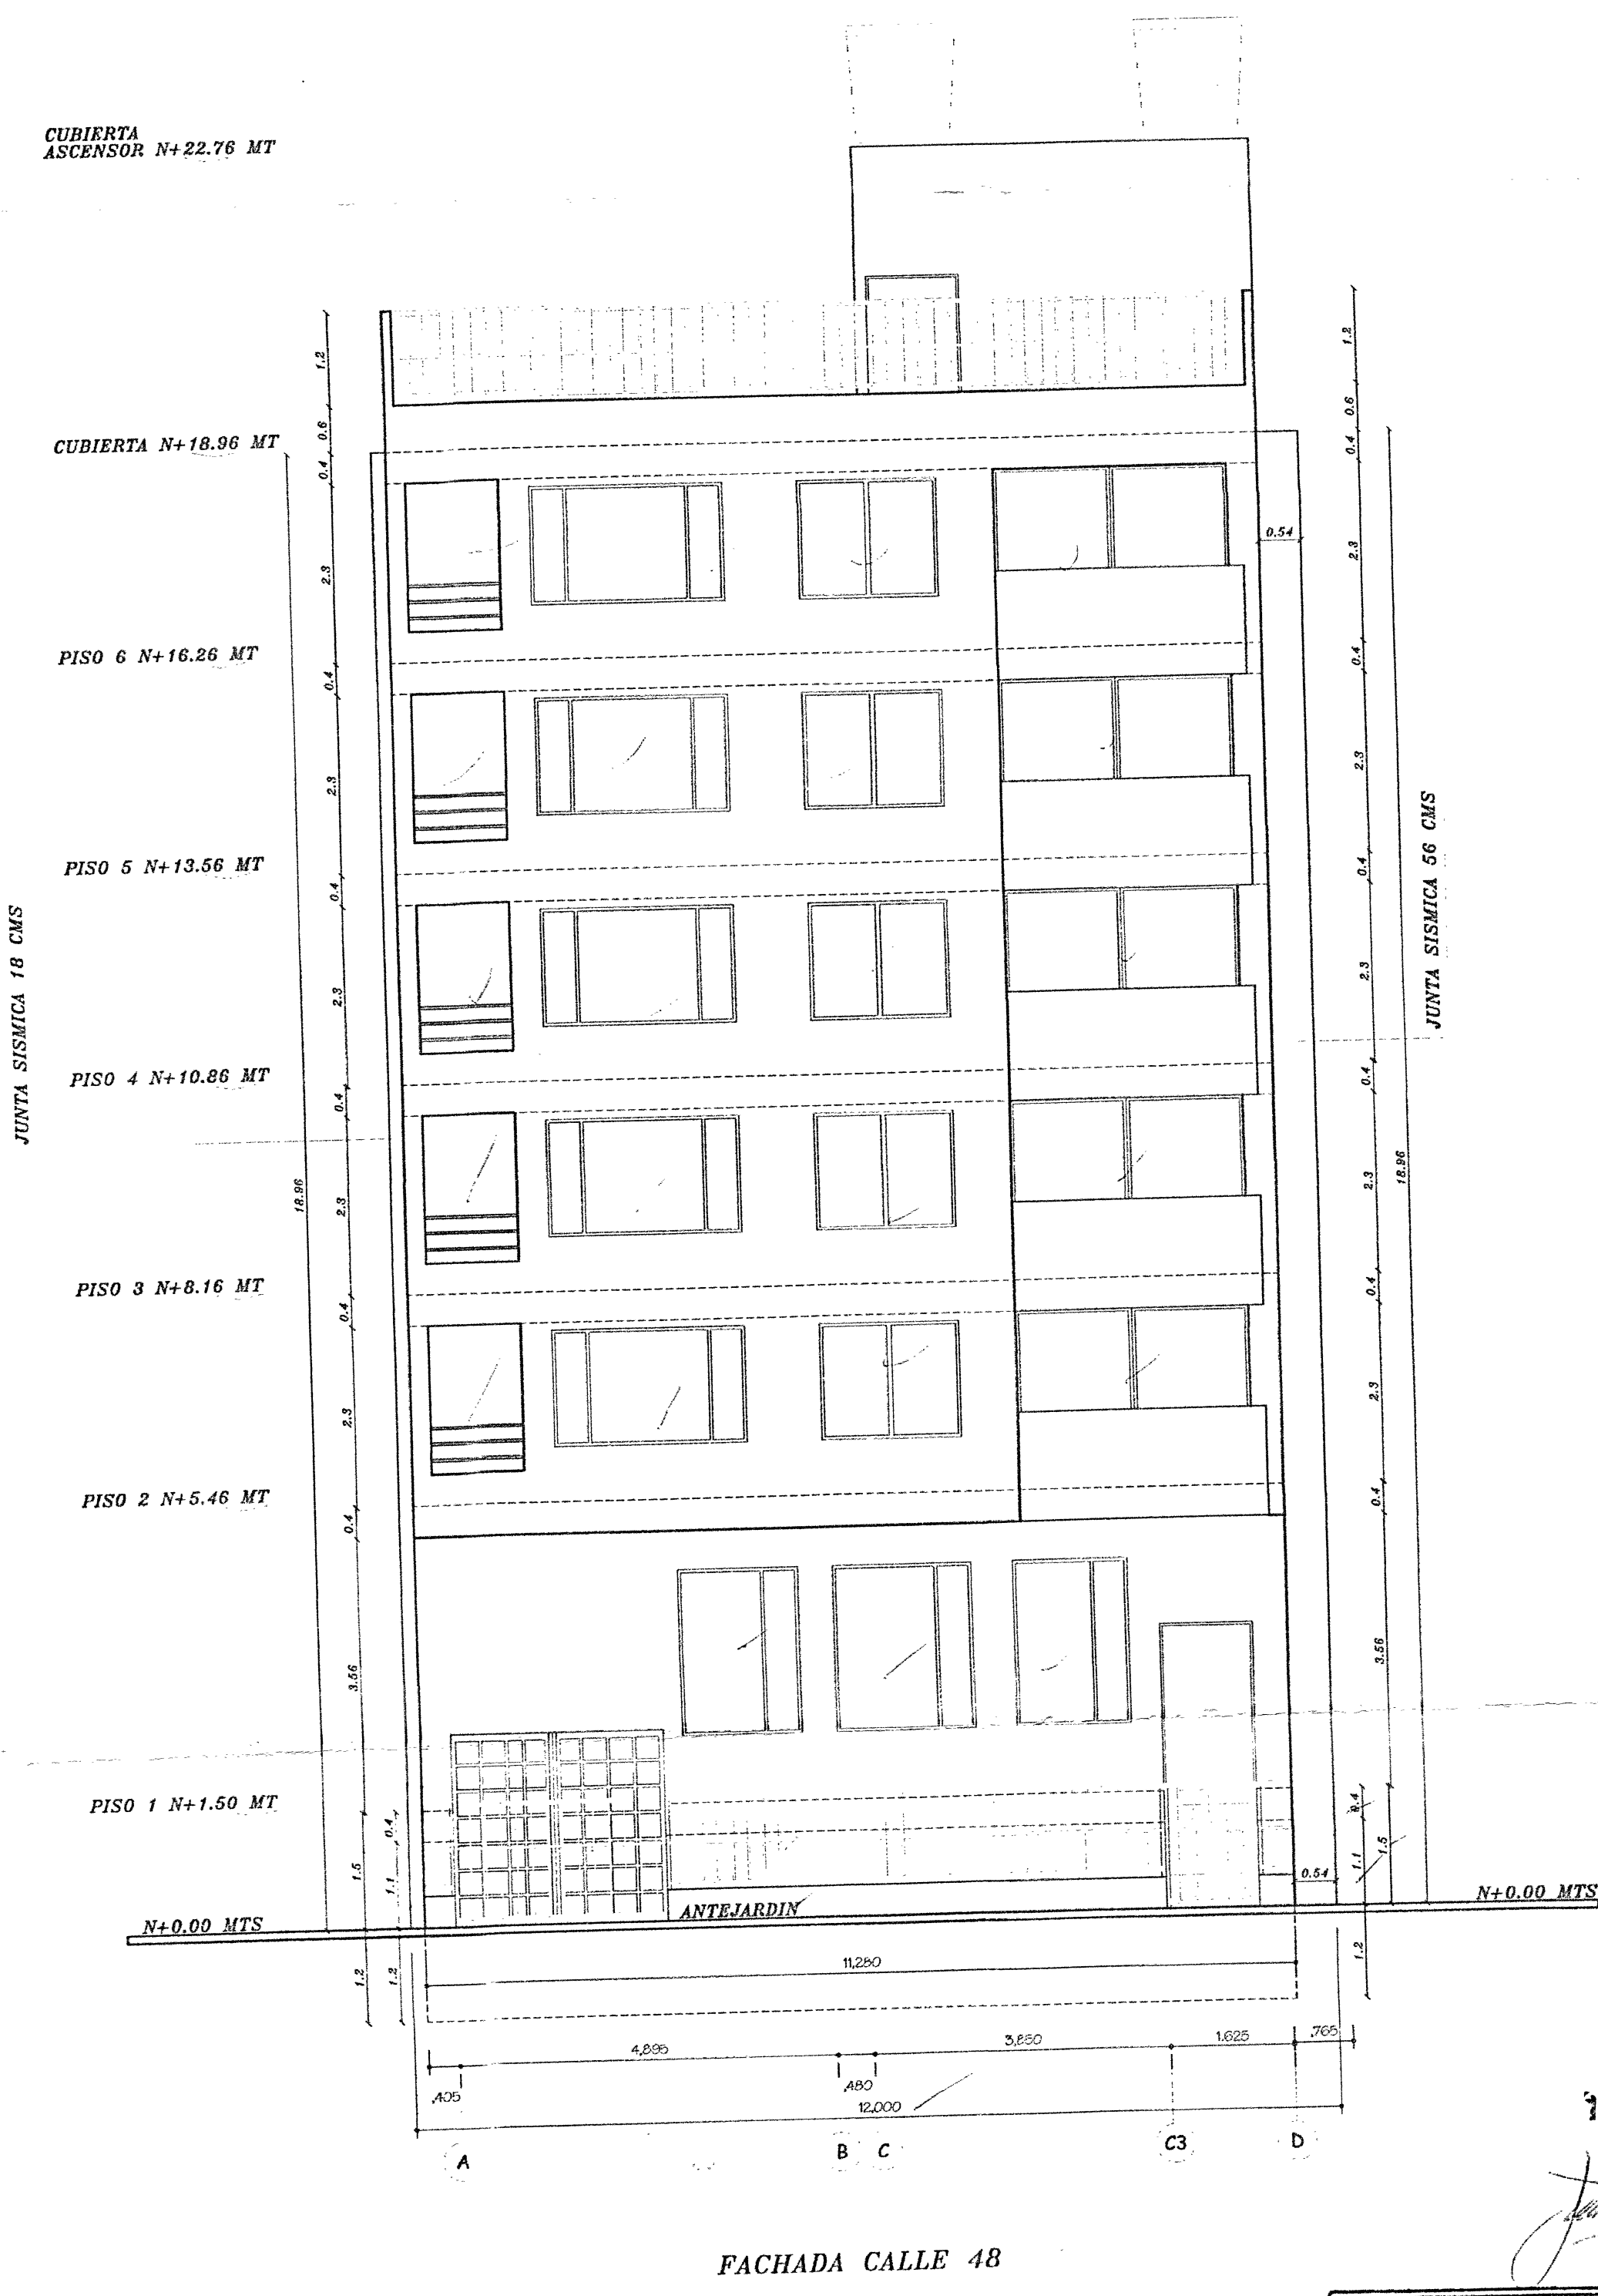 CUBIERTA
ASCENSOR N+22.76 MT
1.2
1.2
0.6
0.6
CUBIERTA N+18.96 MT
0.4
0.4
0.54
2.3
2.3
PISO 6 N+16.26 MT
0.4
0.4
2.3
2.3
PISO 5 N+13.56 MT
0.4
0.4
JUNTA SISMICA 18 CMS
JUNTA SISMICA 56 CMS
2.3
2.3
PISO 4 N+10.86 MT
0.4
0.4
18.96
18.96
2.3
2.3
PISO 3 N+8.16 MT
0.4
0.4
2.3
2.3
PISO 2 N+5.46 MT
0.4
0.4
3.56
3.56
PISO 1 N+1.50 MT
0.4
0.4
1.5
1.1
1.1
1.5
0.54
ANTEJARDIN
N+0.00 MTS
N+0.00 MTS
1.2
1.2
1.2
11,280
4,895
3,850
1.625
.765
.405
.480
12.000
A
B
C
C3
D
FACHADA CALLE 48